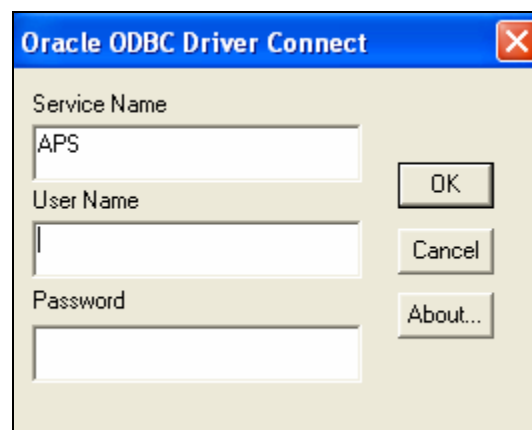 Oracle ODBC Driver Connect
Service Name
APS
OK
User Name
Cancel
Password
About...